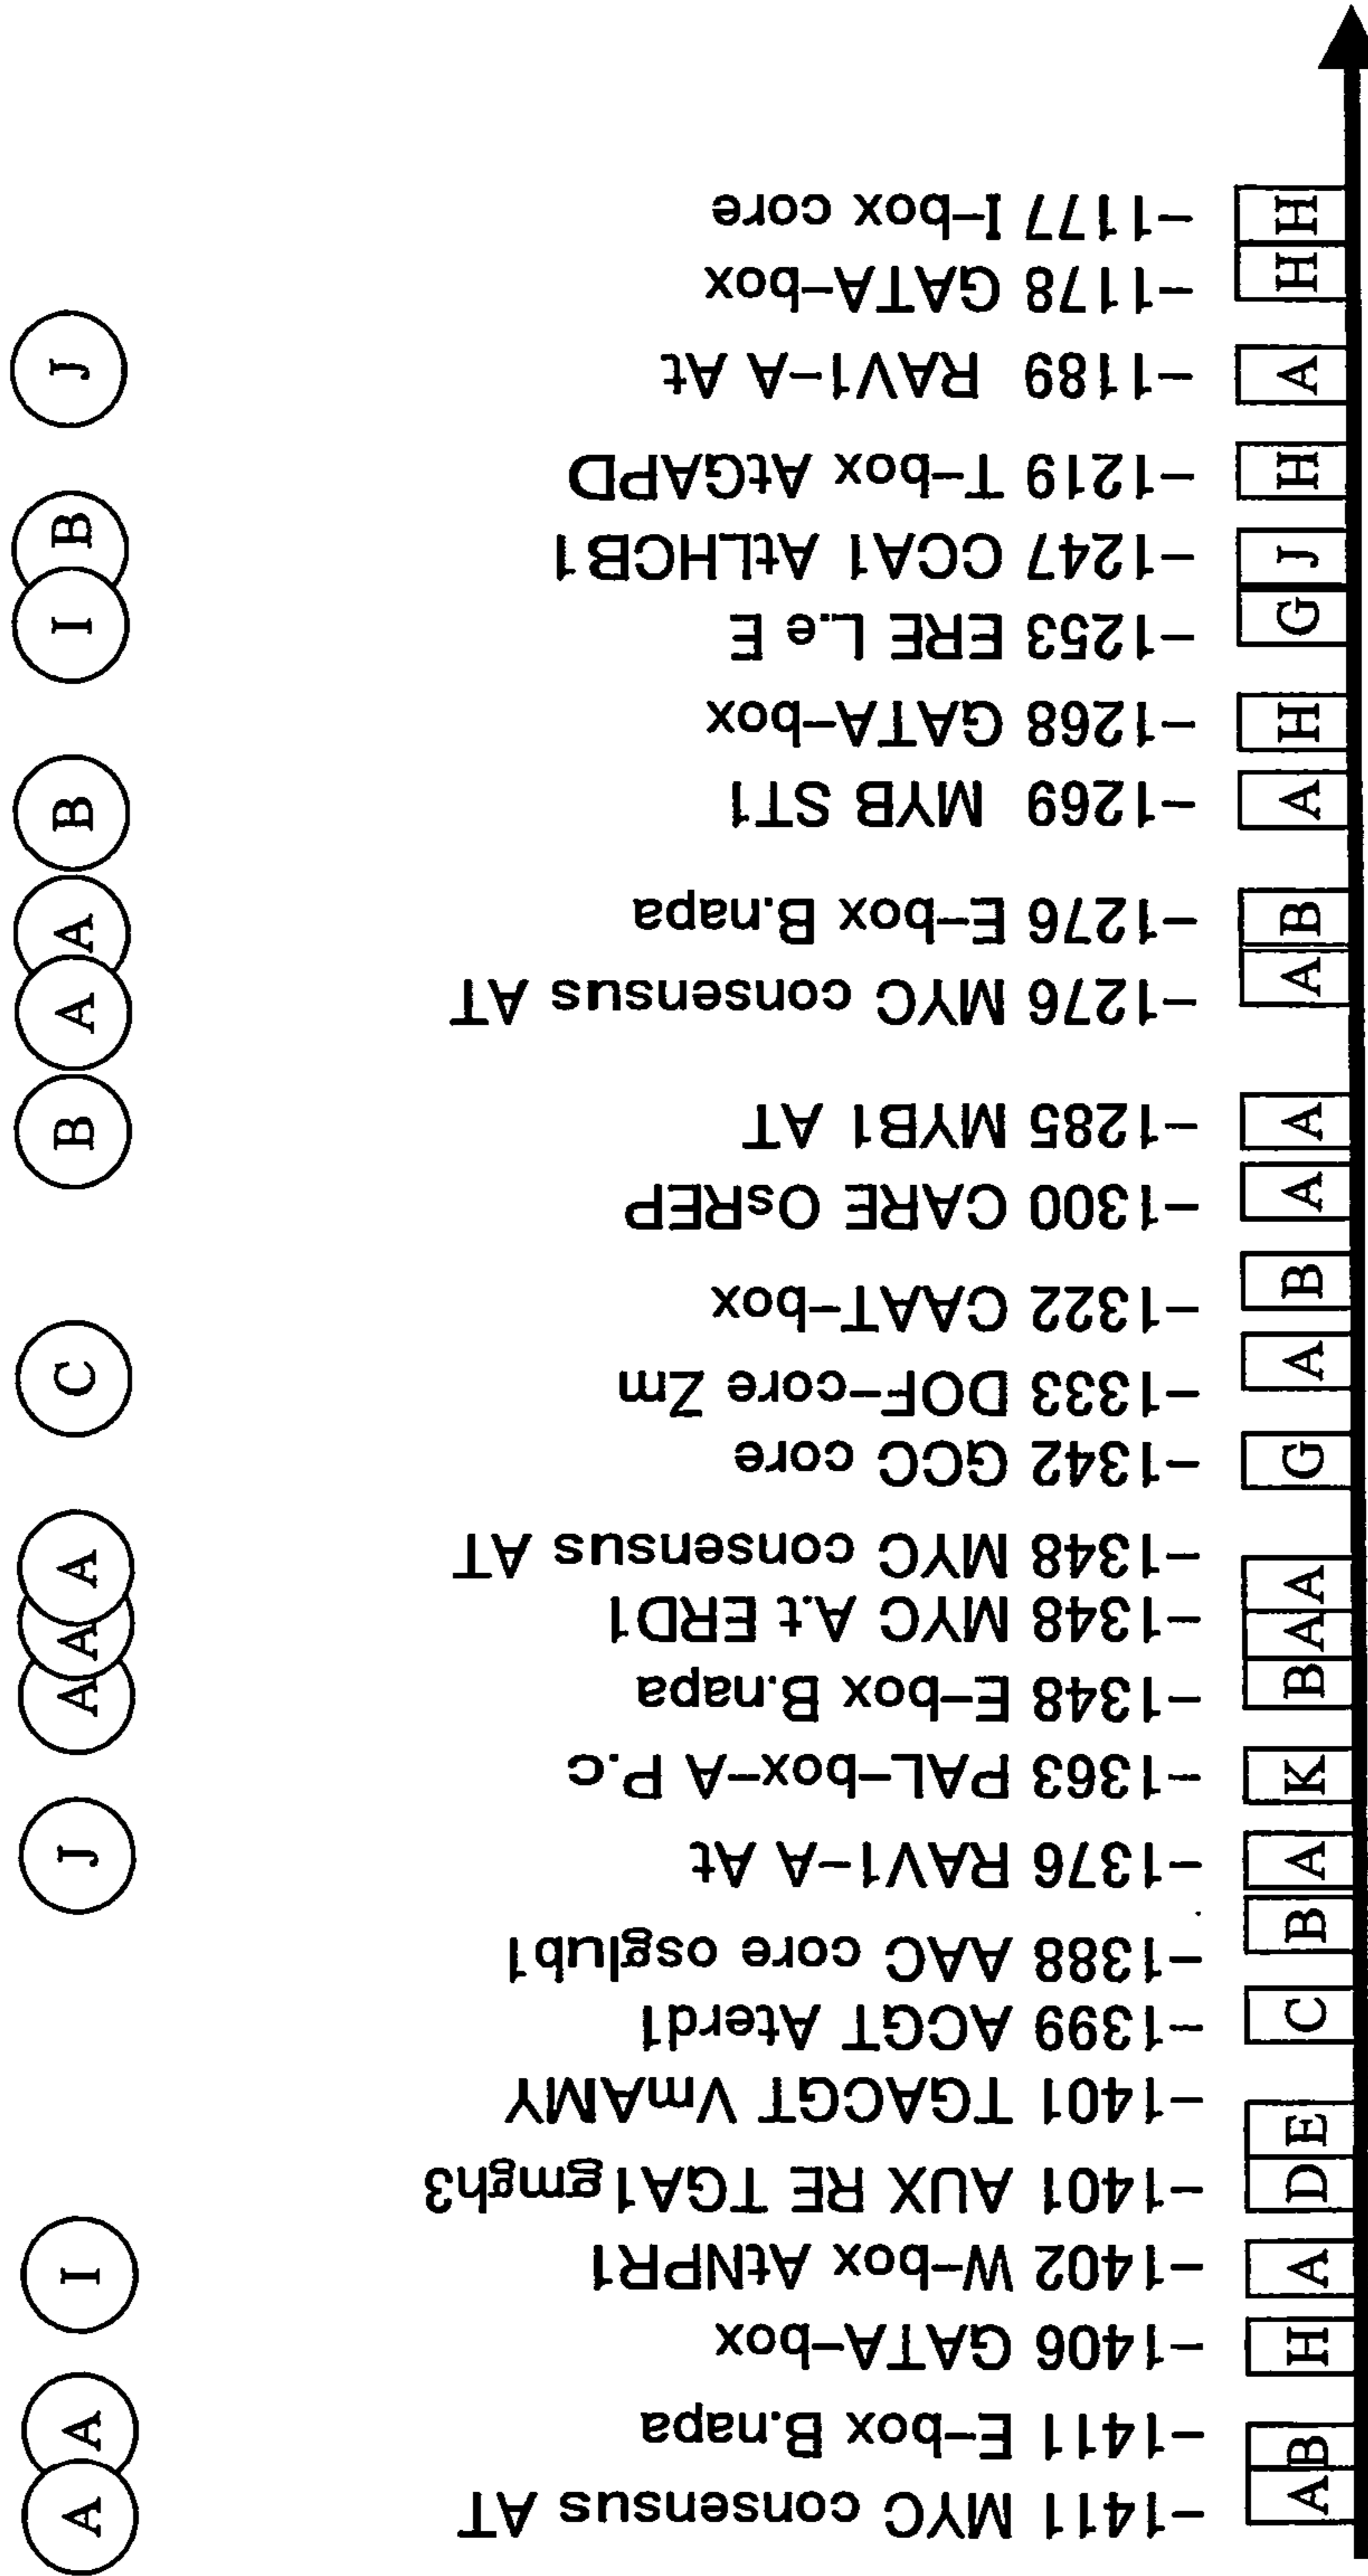 A A I J A A A C B A A B I B J
-1411 MYC consensus AT
-1411 E-box B.napa
-1406 GATA-box
-1402 W-box AtNPR1
-1401 AUX RE TGA1gmgh3
-1401 TGACGT VmAMY
-1399 ACGT Aterd1
-1388 AAC core osglub1
-1376 RAV1-A At
-1363 PAL-box-A P.c
-1348 E-box B.napa
-1348 MYC A.t ERD1
-1348 MYC consensus AT
-1342 GCC core
-1333 DOF-core Zm
-1322 CAAT-box
-1300 CARE OsREP
-1285 MYB1 AT
-1276 MYC consensus AT
-1276 E-box B.napa
-1269 MYB ST1
-1268 GATA-box
-1253 ERE L.e E
-1247 CCA1 AtLHCB1
-1219 T-box AtGAPD
-1189 RAV1-A At
-1178 GATA-box
-1177 I-box core
A B H A D E C B A K B A A G A B A A A B A H G J H A H H